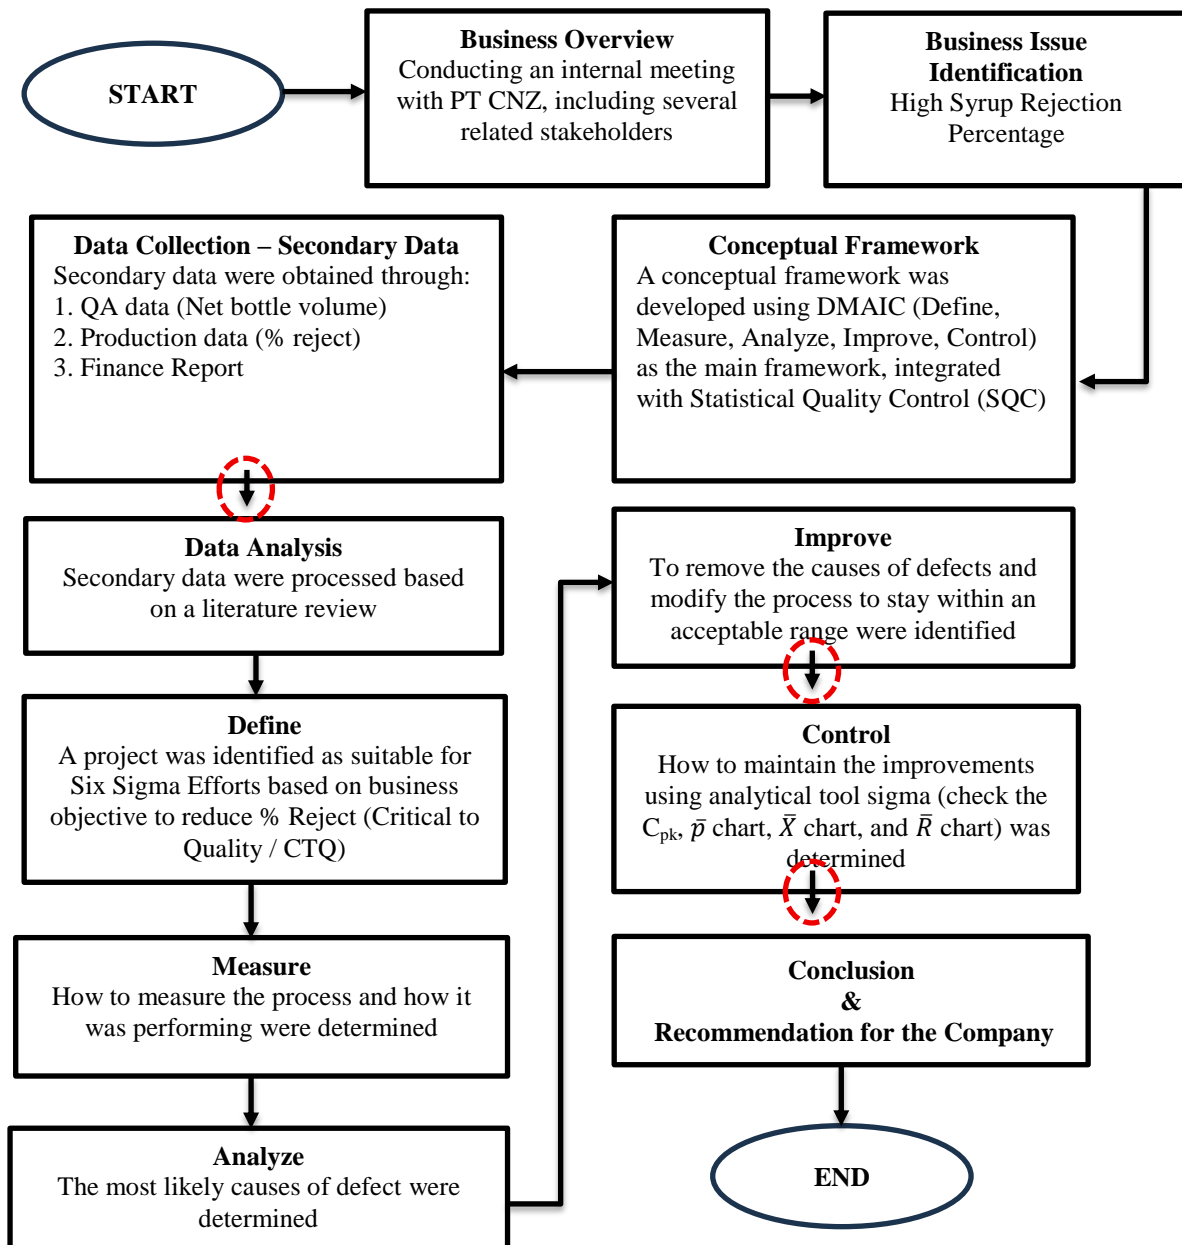 START
Business Overview
Conducting an internal meeting
with PT CNZ, including several
related stakeholders
Business Issue
Identification
High Syrup Rejection
Percentage
Conceptual Framework
A conceptual framework was
developed using DMAIC (Define,
Measure, Analyze, Improve, Control)
as the main framework, integrated
with Statistical Quality Control (SQC)
Data Collection – Secondary Data
Secondary data were obtained through:
1. QA data (Net bottle volume)
2. Production data (% reject)
3. Finance Report
Data Analysis
Secondary data were processed based
on a literature review
Define
A project was identified as suitable for
Six Sigma Efforts based on business
objective to reduce % Reject (Critical to
Quality / CTQ)
Measure
How to measure the process and how it
was performing were determined
Analyze
The most likely causes of defect were
determined
Improve
To remove the causes of defects and
modify the process to stay within an
acceptable range were identified
Control
How to maintain the improvements
using analytical tool sigma (check the
Cpk, p̄ chart, X̄ chart, and R̄ chart) was
determined
Conclusion
&
Recommendation for the Company
END